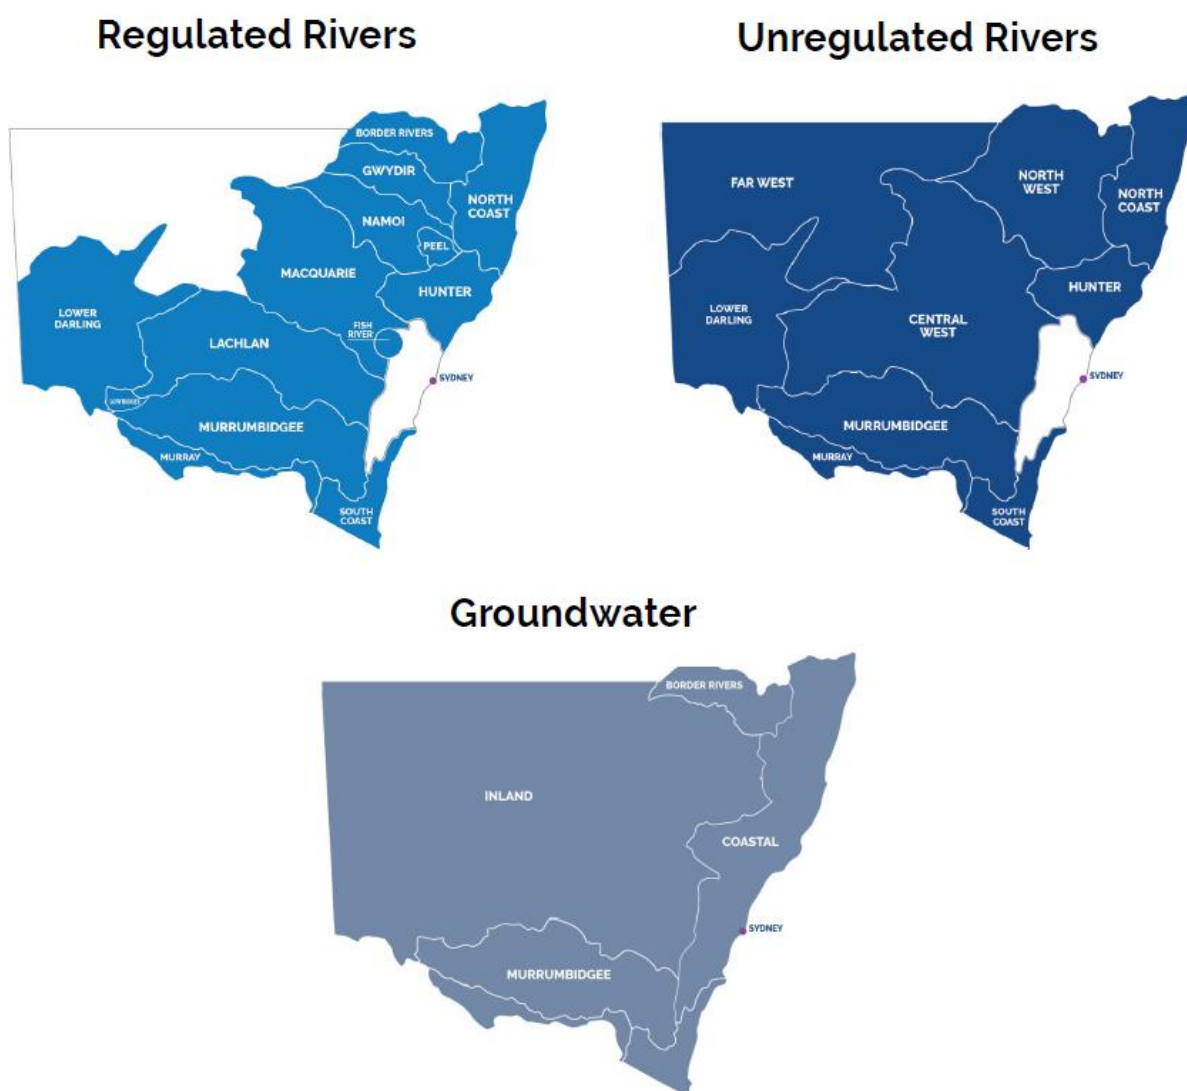 Regulated Rivers
BORDER RIVERS
GWYDIR
NORTH
COAST
NAMOI
PEEL
MACQUARIE
HUNTER
LOWER
DARLING
FISH
RIVER
LACHLAN
SYDNEY
MURRUMBIDGEE
MURRAY
SOUTH
COAST
Unregulated Rivers
FAR WEST
NORTH
WEST
NORTH
COAST
HUNTER
LOWER
DARLING
CENTRAL
WEST
SYDNEY
MURRUMBIDGEE
MURRAY
SOUTH
COAST
Groundwater
BORDER RIVERS
INLAND
COASTAL
SYDNEY
MURRUMBIDGEE